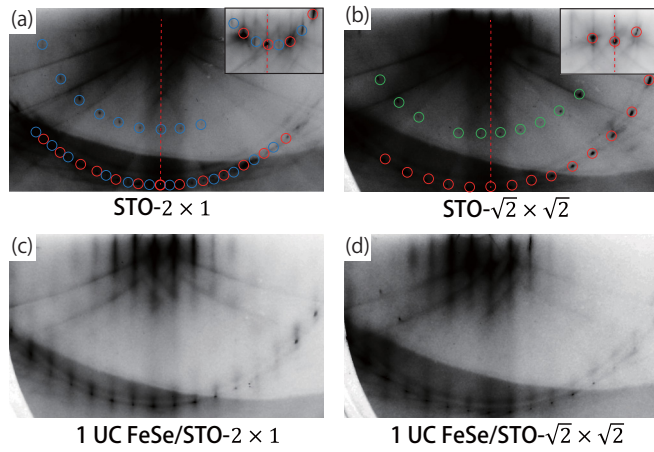 (a)
(b)
STO-2 × 1
STO-√2 × √2
(c)
(d)
1 UC FeSe/STO-2 × 1
1 UC FeSe/STO-√2 × √2